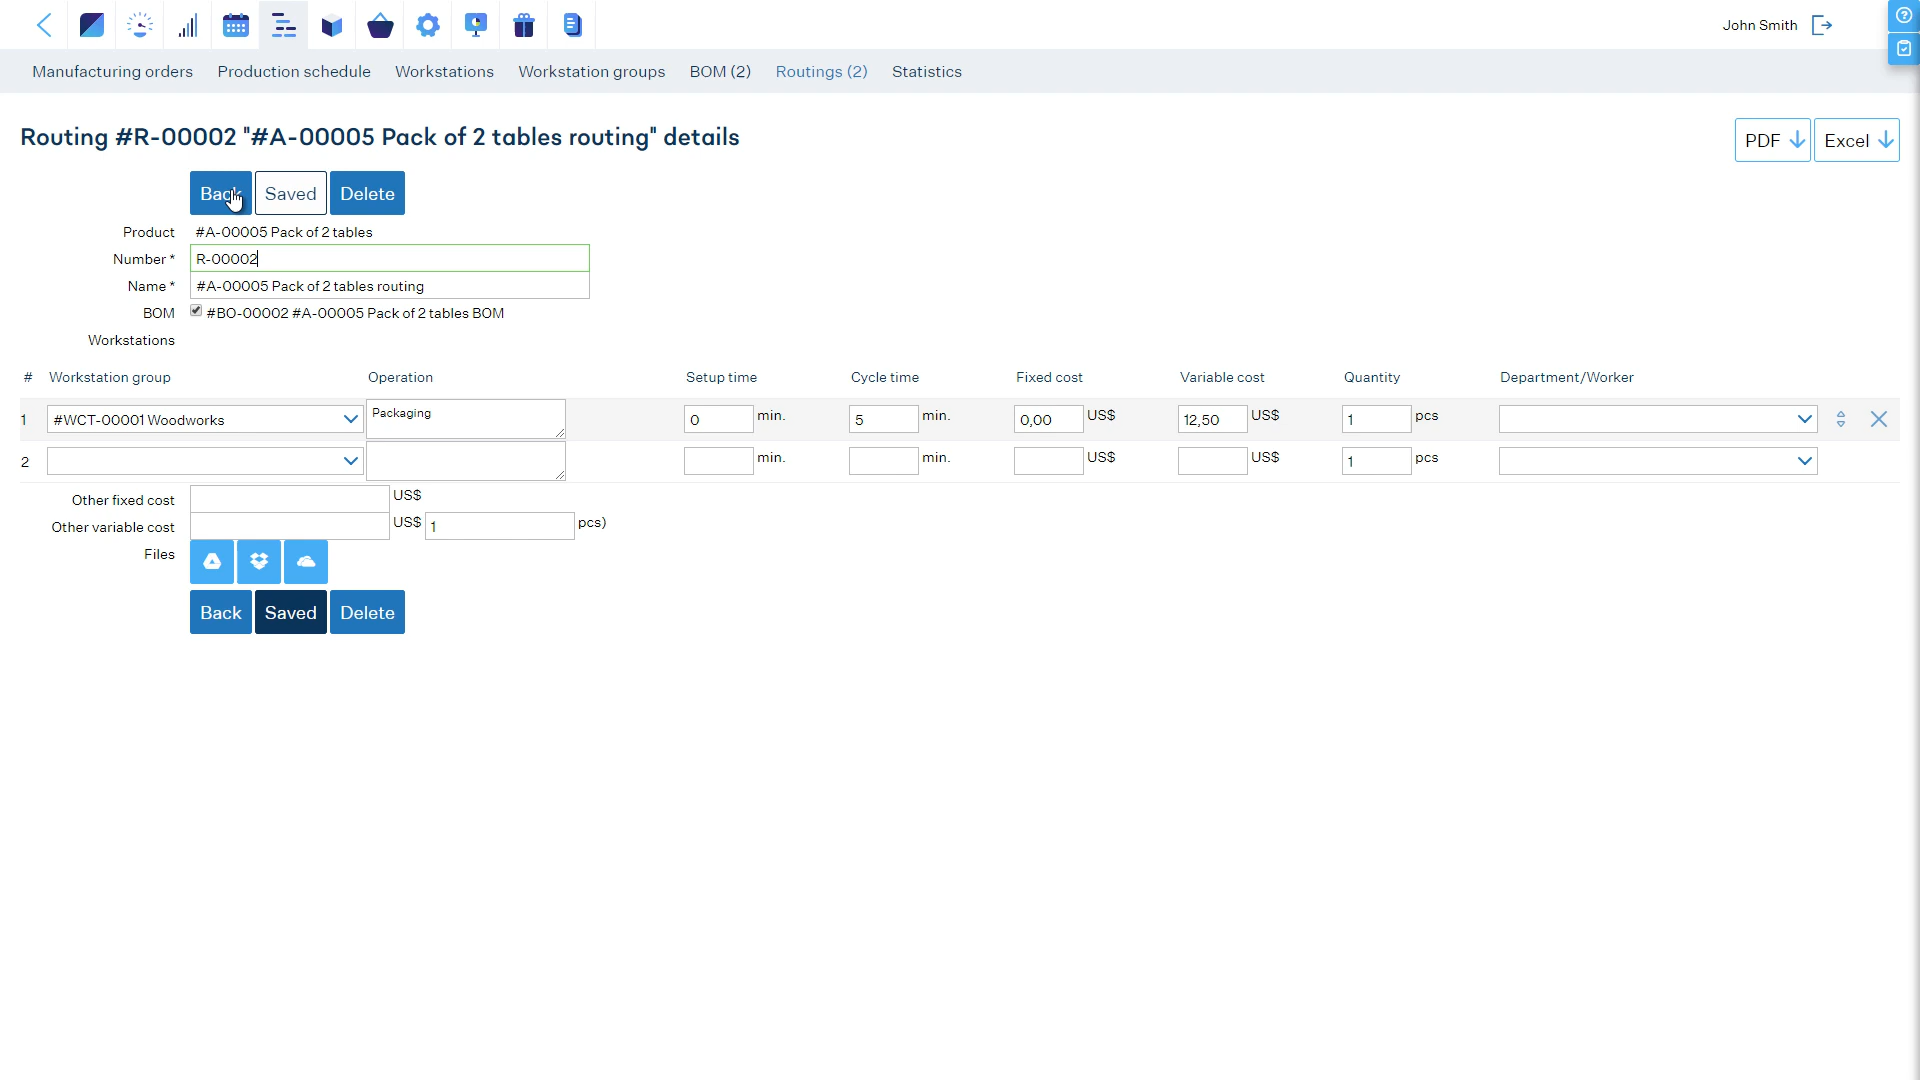 John Smith
Manufacturing orders Production schedule Workstations Workstation groups BOM (2) Routings (2) Statistics
Routing #R-00002 "#A-00005 Pack of 2 tables routing" details
PDF Excel
Back Saved Delete
Product #A-00005 Pack of 2 tables
Number * R-00002
Name * #A-00005 Pack of 2 tables routing
BOM #BO-00002 #A-00005 Pack of 2 tables BOM
Workstations
# Workstation group Operation Setup time Cycle time Fixed cost Variable cost Quantity Department/Worker
1 #WCT-00001 Woodworks Packaging 0 min. 5 min. 0,00 US$ 12,50 US$ 1 pcs
2 min. min. US$ US$ 1 pcs
Other fixed cost US$
Other variable cost US$ 1 pcs)
Files
Back Saved Delete